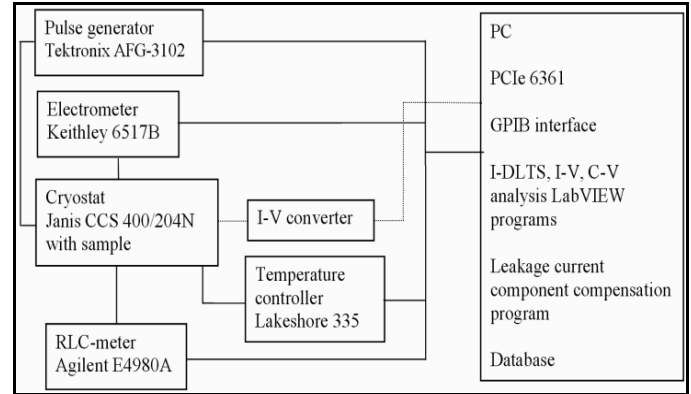 Pulse generator
Tektronix AFG-3102
Electrometer
Keithley 6517B
Cryostat
Janis CCS 400/204N
with sample
I-V converter
Temperature
controller
Lakeshore 335
RLC-meter
Agilent E4980A
PC
PCIe 6361
GPIB interface
I-DLTS, I-V, C-V
analysis LabVIEW
programs
Leakage current
component compensation
program
Database